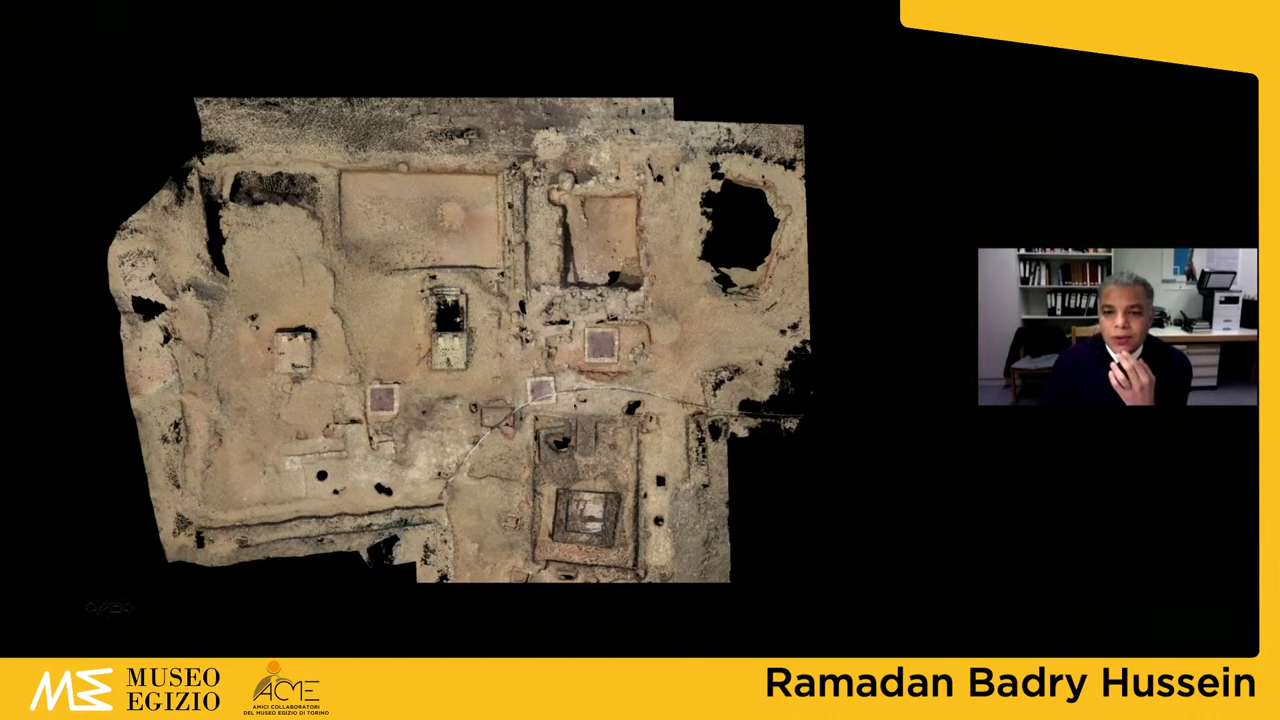 MUSEO
EGIZIO
ACME
AMICI COLLABORATORI
DEL MUSEO EGIZIO DI TORINO
Ramadan Badry Hussein